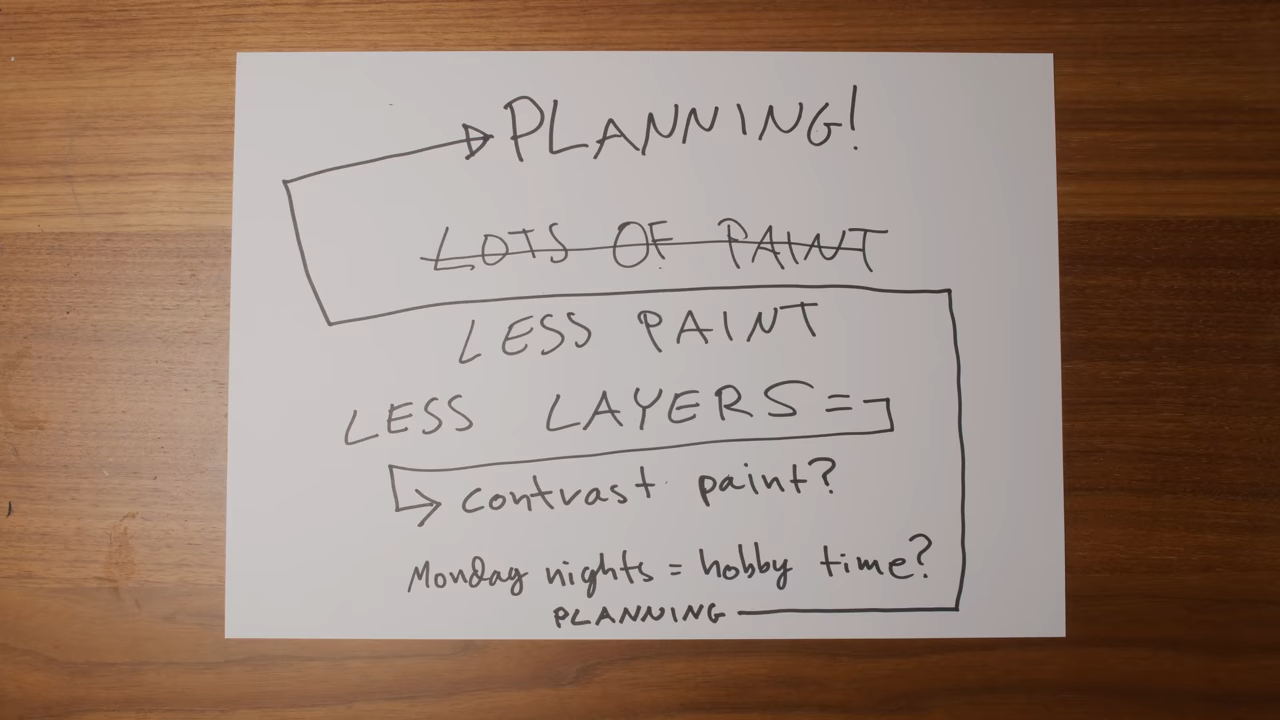 PLANNING!
LOTS OF PAINT
LESS PAINT
LESS LAYERS =
contrast paint?
Monday nights = hobby time?
PLANNING